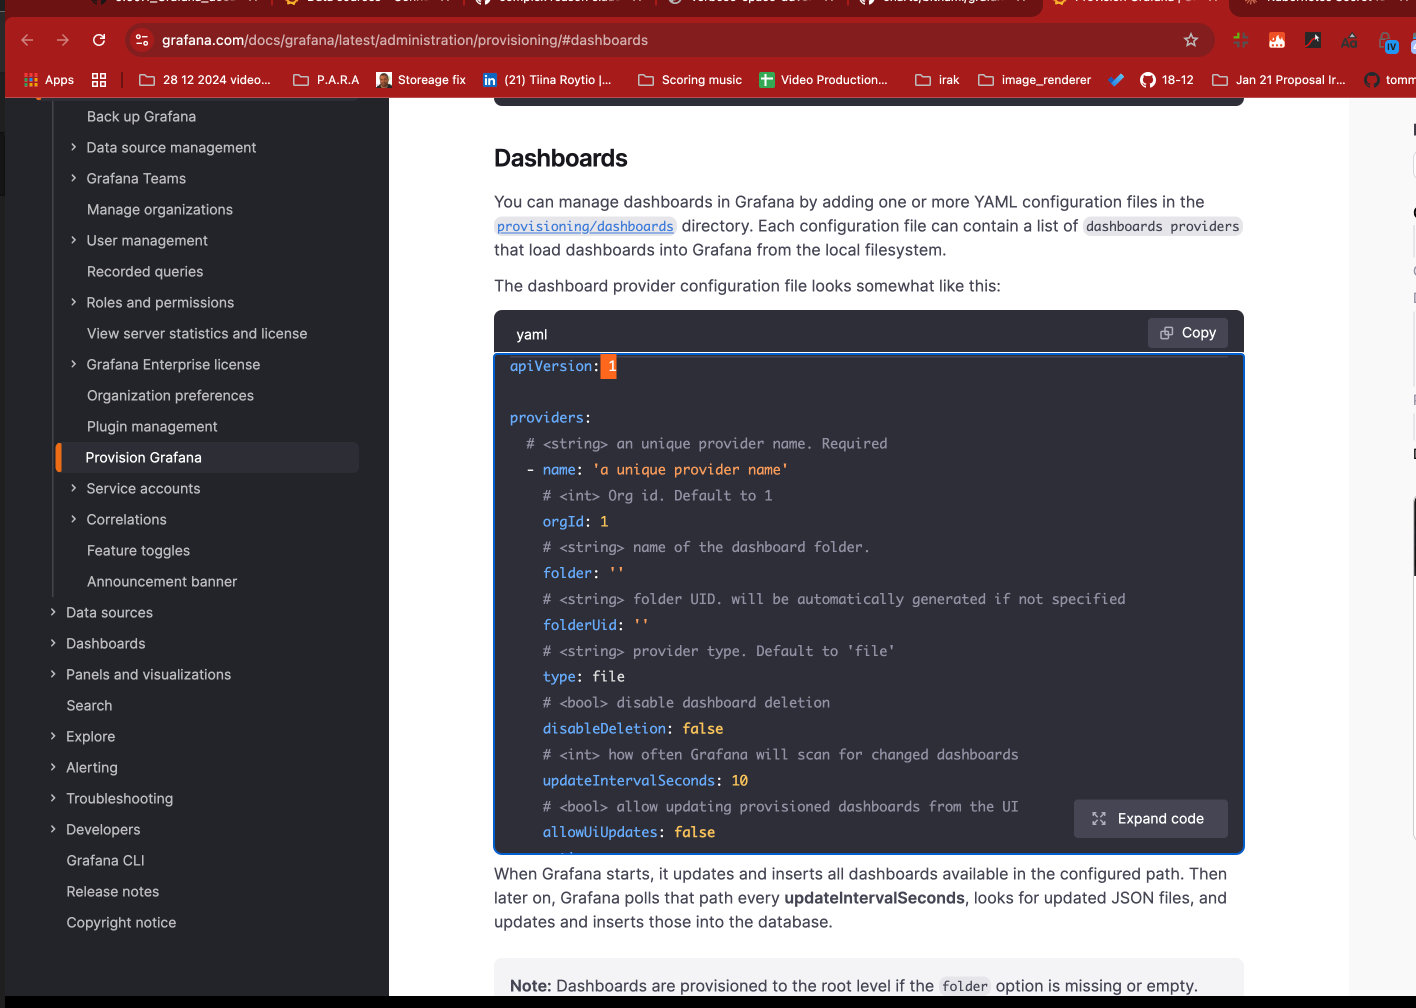 grafana.com/docs/grafana/latest/administration/provisioning/#dashboards
Apps
28 12 2024 video...
P.A.R.A
Storeage fix
(21) Tiina Roytio |...
Scoring music
Video Production...
irak
image_renderer
18-12
Jan 21 Proposal Ir...
tomm
Back up Grafana
Data source management
Grafana Teams
Manage organizations
User management
Recorded queries
Roles and permissions
View server statistics and license
Grafana Enterprise license
Organization preferences
Plugin management
Provision Grafana
Service accounts
Correlations
Feature toggles
Announcement banner
Data sources
Dashboards
Panels and visualizations
Search
Explore
Alerting
Troubleshooting
Developers
Grafana CLI
Release notes
Copyright notice
Dashboards
You can manage dashboards in Grafana by adding one or more YAML configuration files in the
provisioning/dashboards directory. Each configuration file can contain a list of dashboards providers
that load dashboards into Grafana from the local filesystem.
The dashboard provider configuration file looks somewhat like this:
yaml
Copy
apiVersion: 1
providers:
# <string> an unique provider name. Required
- name: 'a unique provider name'
# <int> Org id. Default to 1
orgId: 1
# <string> name of the dashboard folder.
folder: ''
# <string> folder UID. will be automatically generated if not specified
folderUid: ''
# <string> provider type. Default to 'file'
type: file
# <bool> disable dashboard deletion
disableDeletion: false
# <int> how often Grafana will scan for changed dashboards
updateIntervalSeconds: 10
# <bool> allow updating provisioned dashboards from the UI
allowUiUpdates: false
Expand code
When Grafana starts, it updates and inserts all dashboards available in the configured path. Then
later on, Grafana polls that path every updateIntervalSeconds, looks for updated JSON files, and
updates and inserts those into the database.
Note: Dashboards are provisioned to the root level if the folder option is missing or empty.